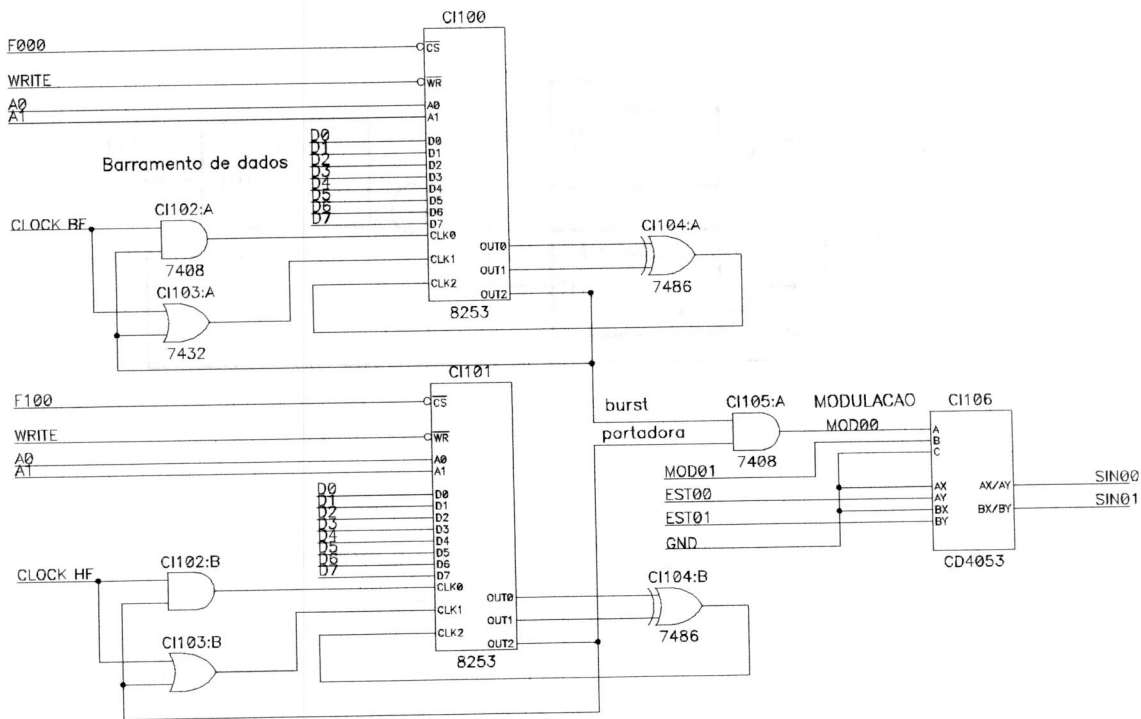 CI100
F000
CS
WRITE
WR
A0
A0
A1
A1
Barramento de dados
D0
D0
D1
D1
D2
D2
D3
D3
D4
D4
D5
D5
D6
D6
D7
D7
CLOCK BF
CI102:A
7408
CLK0
CLK1
CLK2
OUT0
OUT1
OUT2
8253
CI104:A
7486
CI103:A
7432
CI101
F100
CS
WRITE
WR
A0
A0
A1
A1
D0
D0
D1
D1
D2
D2
D3
D3
D4
D4
D5
D5
D6
D6
D7
D7
CLOCK HF
CI102:B
CLK0
CLK1
CLK2
OUT0
OUT1
OUT2
8253
CI103:B
CI104:B
7486
burst
portadora
CI105:A
7408
MODULACAO
MOD00
MOD01
EST00
EST01
GND
CI106
A
B
C
AX
AY
BX
BY
AX/AY
BX/BY
CD4053
SIN00
SIN01